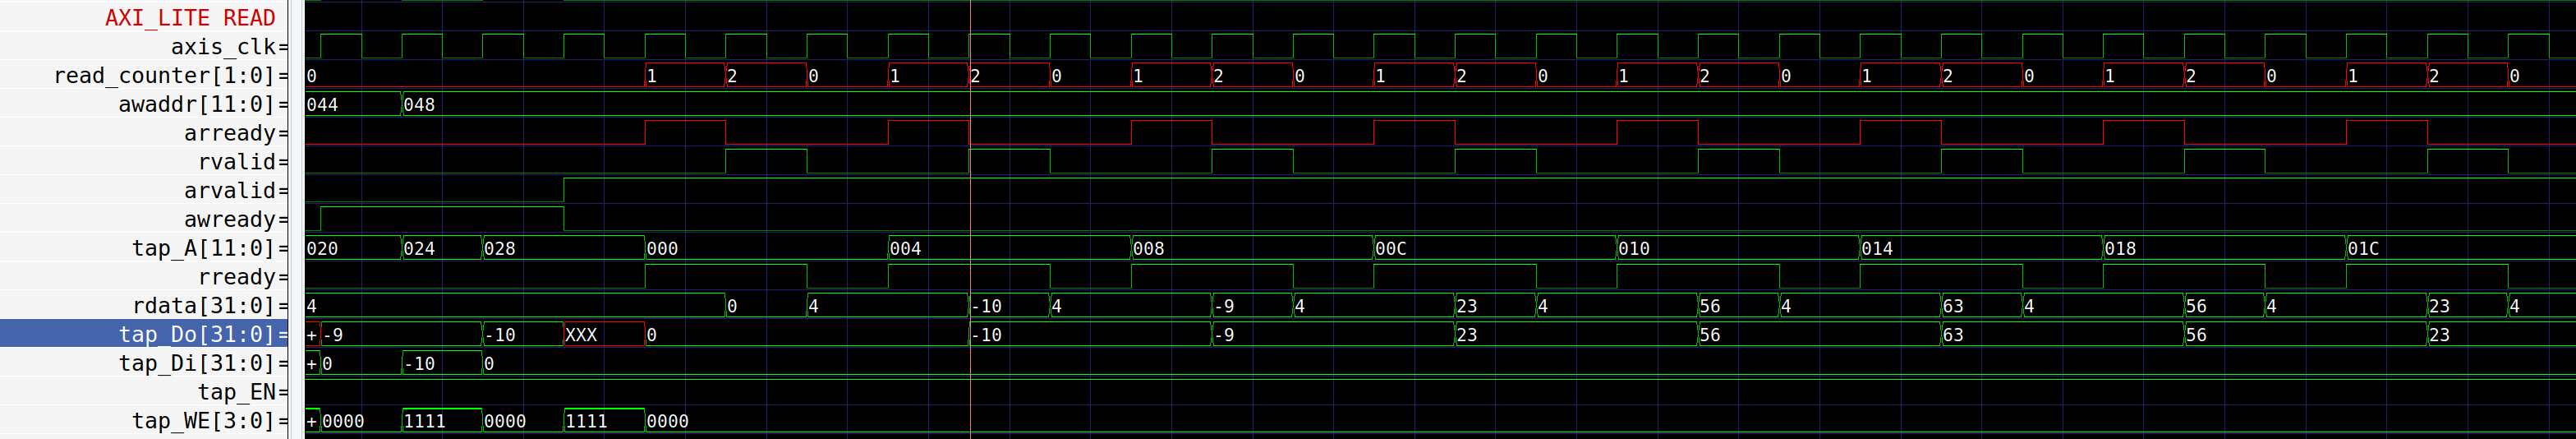 AXI_LITE READ
axis_clk=
read_counter[1:0]= 0 1 2 0 1 2 0 1 2 0 1 2 0 1 2 0 1 2 0 1 2 0 1 2 0
awaddr[11:0]= 044 048
arready=
rvalid=
arvalid=
awready=
tap_A[11:0]= 020 024 028 000 004 008 00C 010 014 018 01C
rready=
rdata[31:0]= 4 0 4 -10 4 -9 4 23 4 56 4 63 4 56 4 23 4
tap_Do[31:0]= + -9 -10 XXX 0 -10 -9 23 56 63 56 23
tap_Di[31:0]= + 0 -10 0
tap_EN=
tap_WE[3:0]= + 0000 1111 0000 1111 0000